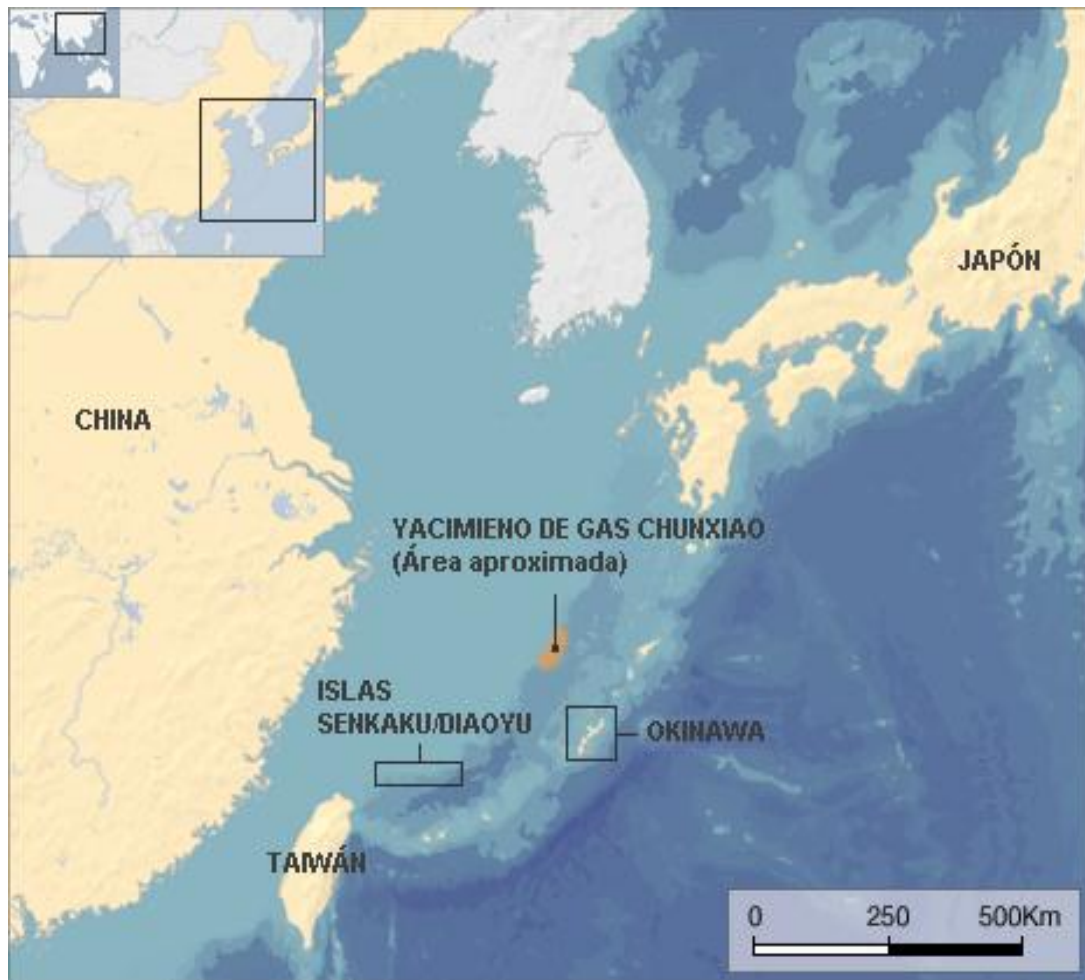 JAPÓN
CHINA
YACIMIENO DE GAS CHUNXIAO
(Área aproximada)
ISLAS
SENKAKU/DIAOYU
OKINAWA
TAIWÁN
0 250 500Km